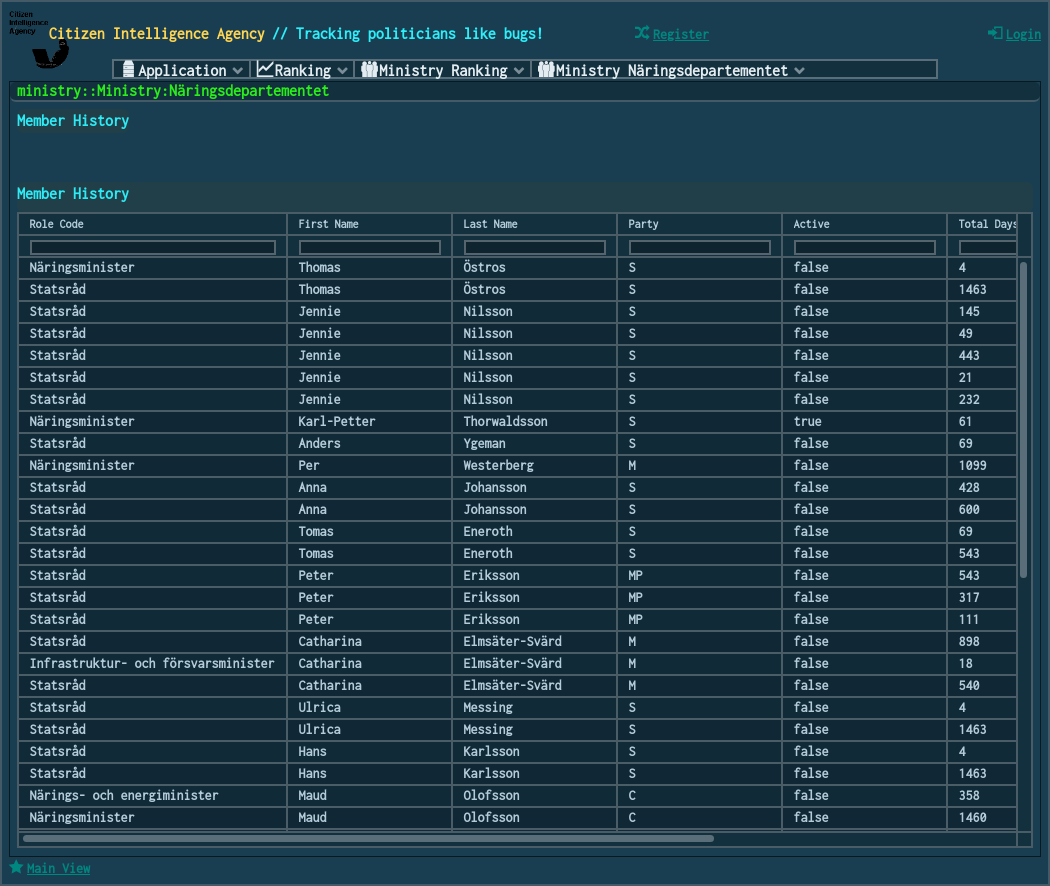 Citizen
Intelligence
Agency
Citizen Intelligence Agency // Tracking politicians like bugs!
Register
Login
Application Ranking Ministry Ranking Ministry Näringsdepartementet
ministry::Ministry:Näringsdepartementet
Member History
Member History
Role Code First Name Last Name Party Active Total Days
Näringsminister Thomas Östros S false 4
Statsråd Thomas Östros S false 1463
Statsråd Jennie Nilsson S false 145
Statsråd Jennie Nilsson S false 49
Statsråd Jennie Nilsson S false 443
Statsråd Jennie Nilsson S false 21
Statsråd Jennie Nilsson S false 232
Näringsminister Karl-Petter Thorwaldsson S true 61
Statsråd Anders Ygeman S false 69
Näringsminister Per Westerberg M false 1099
Statsråd Anna Johansson S false 428
Statsråd Anna Johansson S false 600
Statsråd Tomas Eneroth S false 69
Statsråd Tomas Eneroth S false 543
Statsråd Peter Eriksson MP false 543
Statsråd Peter Eriksson MP false 317
Statsråd Peter Eriksson MP false 111
Statsråd Catharina Elmsäter-Svärd M false 898
Infrastruktur- och försvarsminister Catharina Elmsäter-Svärd M false 18
Statsråd Catharina Elmsäter-Svärd M false 540
Statsråd Ulrica Messing S false 4
Statsråd Ulrica Messing S false 1463
Statsråd Hans Karlsson S false 4
Statsråd Hans Karlsson S false 1463
Närings- och energiminister Maud Olofsson C false 358
Näringsminister Maud Olofsson C false 1460
Main View